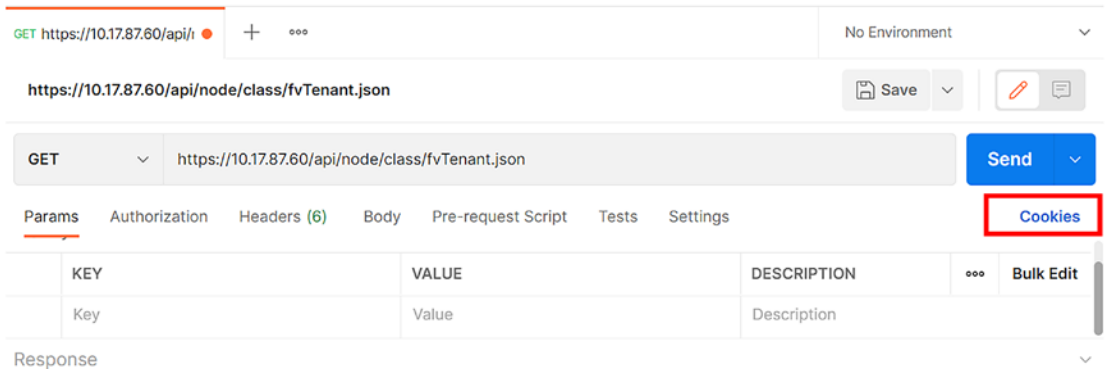 GET https://10.17.87.60/api/r
No Environment
https://10.17.87.60/api/node/class/fvTenant.json
Save
GET https://10.17.87.60/api/node/class/fvTenant.json Send
Params Authorization Headers (6) Body Pre-request Script Tests Settings Cookies
KEY VALUE DESCRIPTION Bulk Edit
Key Value Description
Response